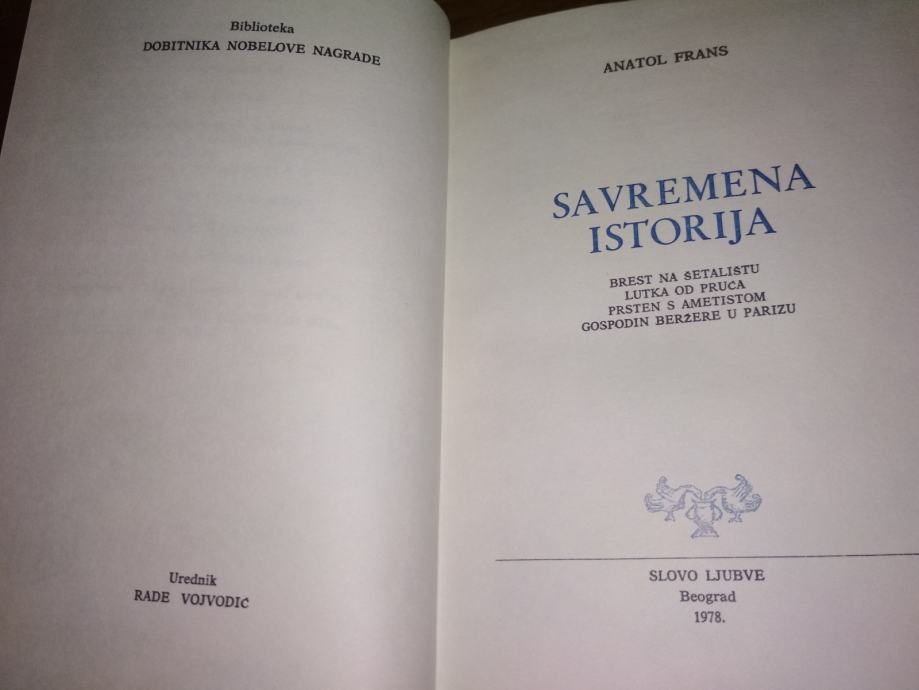 Biblioteka
DOBITNIKA NOBELOVE NAGRADE
Urednik
RADE VOJVODIĆ
ANATOL FRANS
SAVREMENA
ISTORIJA
BREST NA ŠETALIŠTU
LUTKA OD PRUĆA
PRSTEN S AMETISTOM
GOSPODIN BERŽERE U PARIZU
SLOVO LJUBVE
Beograd
1978.